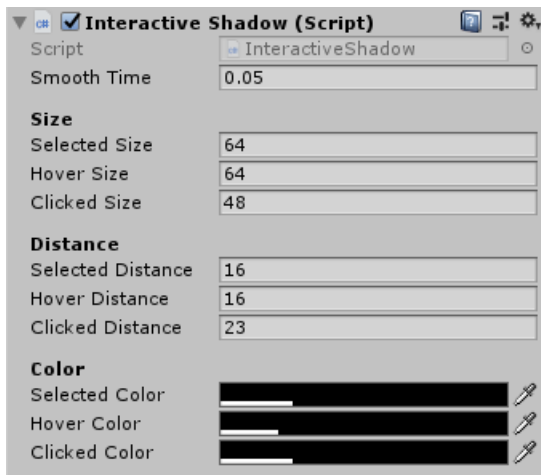 Interactive Shadow (Script)
Script InteractiveShadow
Smooth Time 0.05
Size
Selected Size 64
Hover Size 64
Clicked Size 48
Distance
Selected Distance 16
Hover Distance 16
Clicked Distance 23
Color
Selected Color
Hover Color
Clicked Color